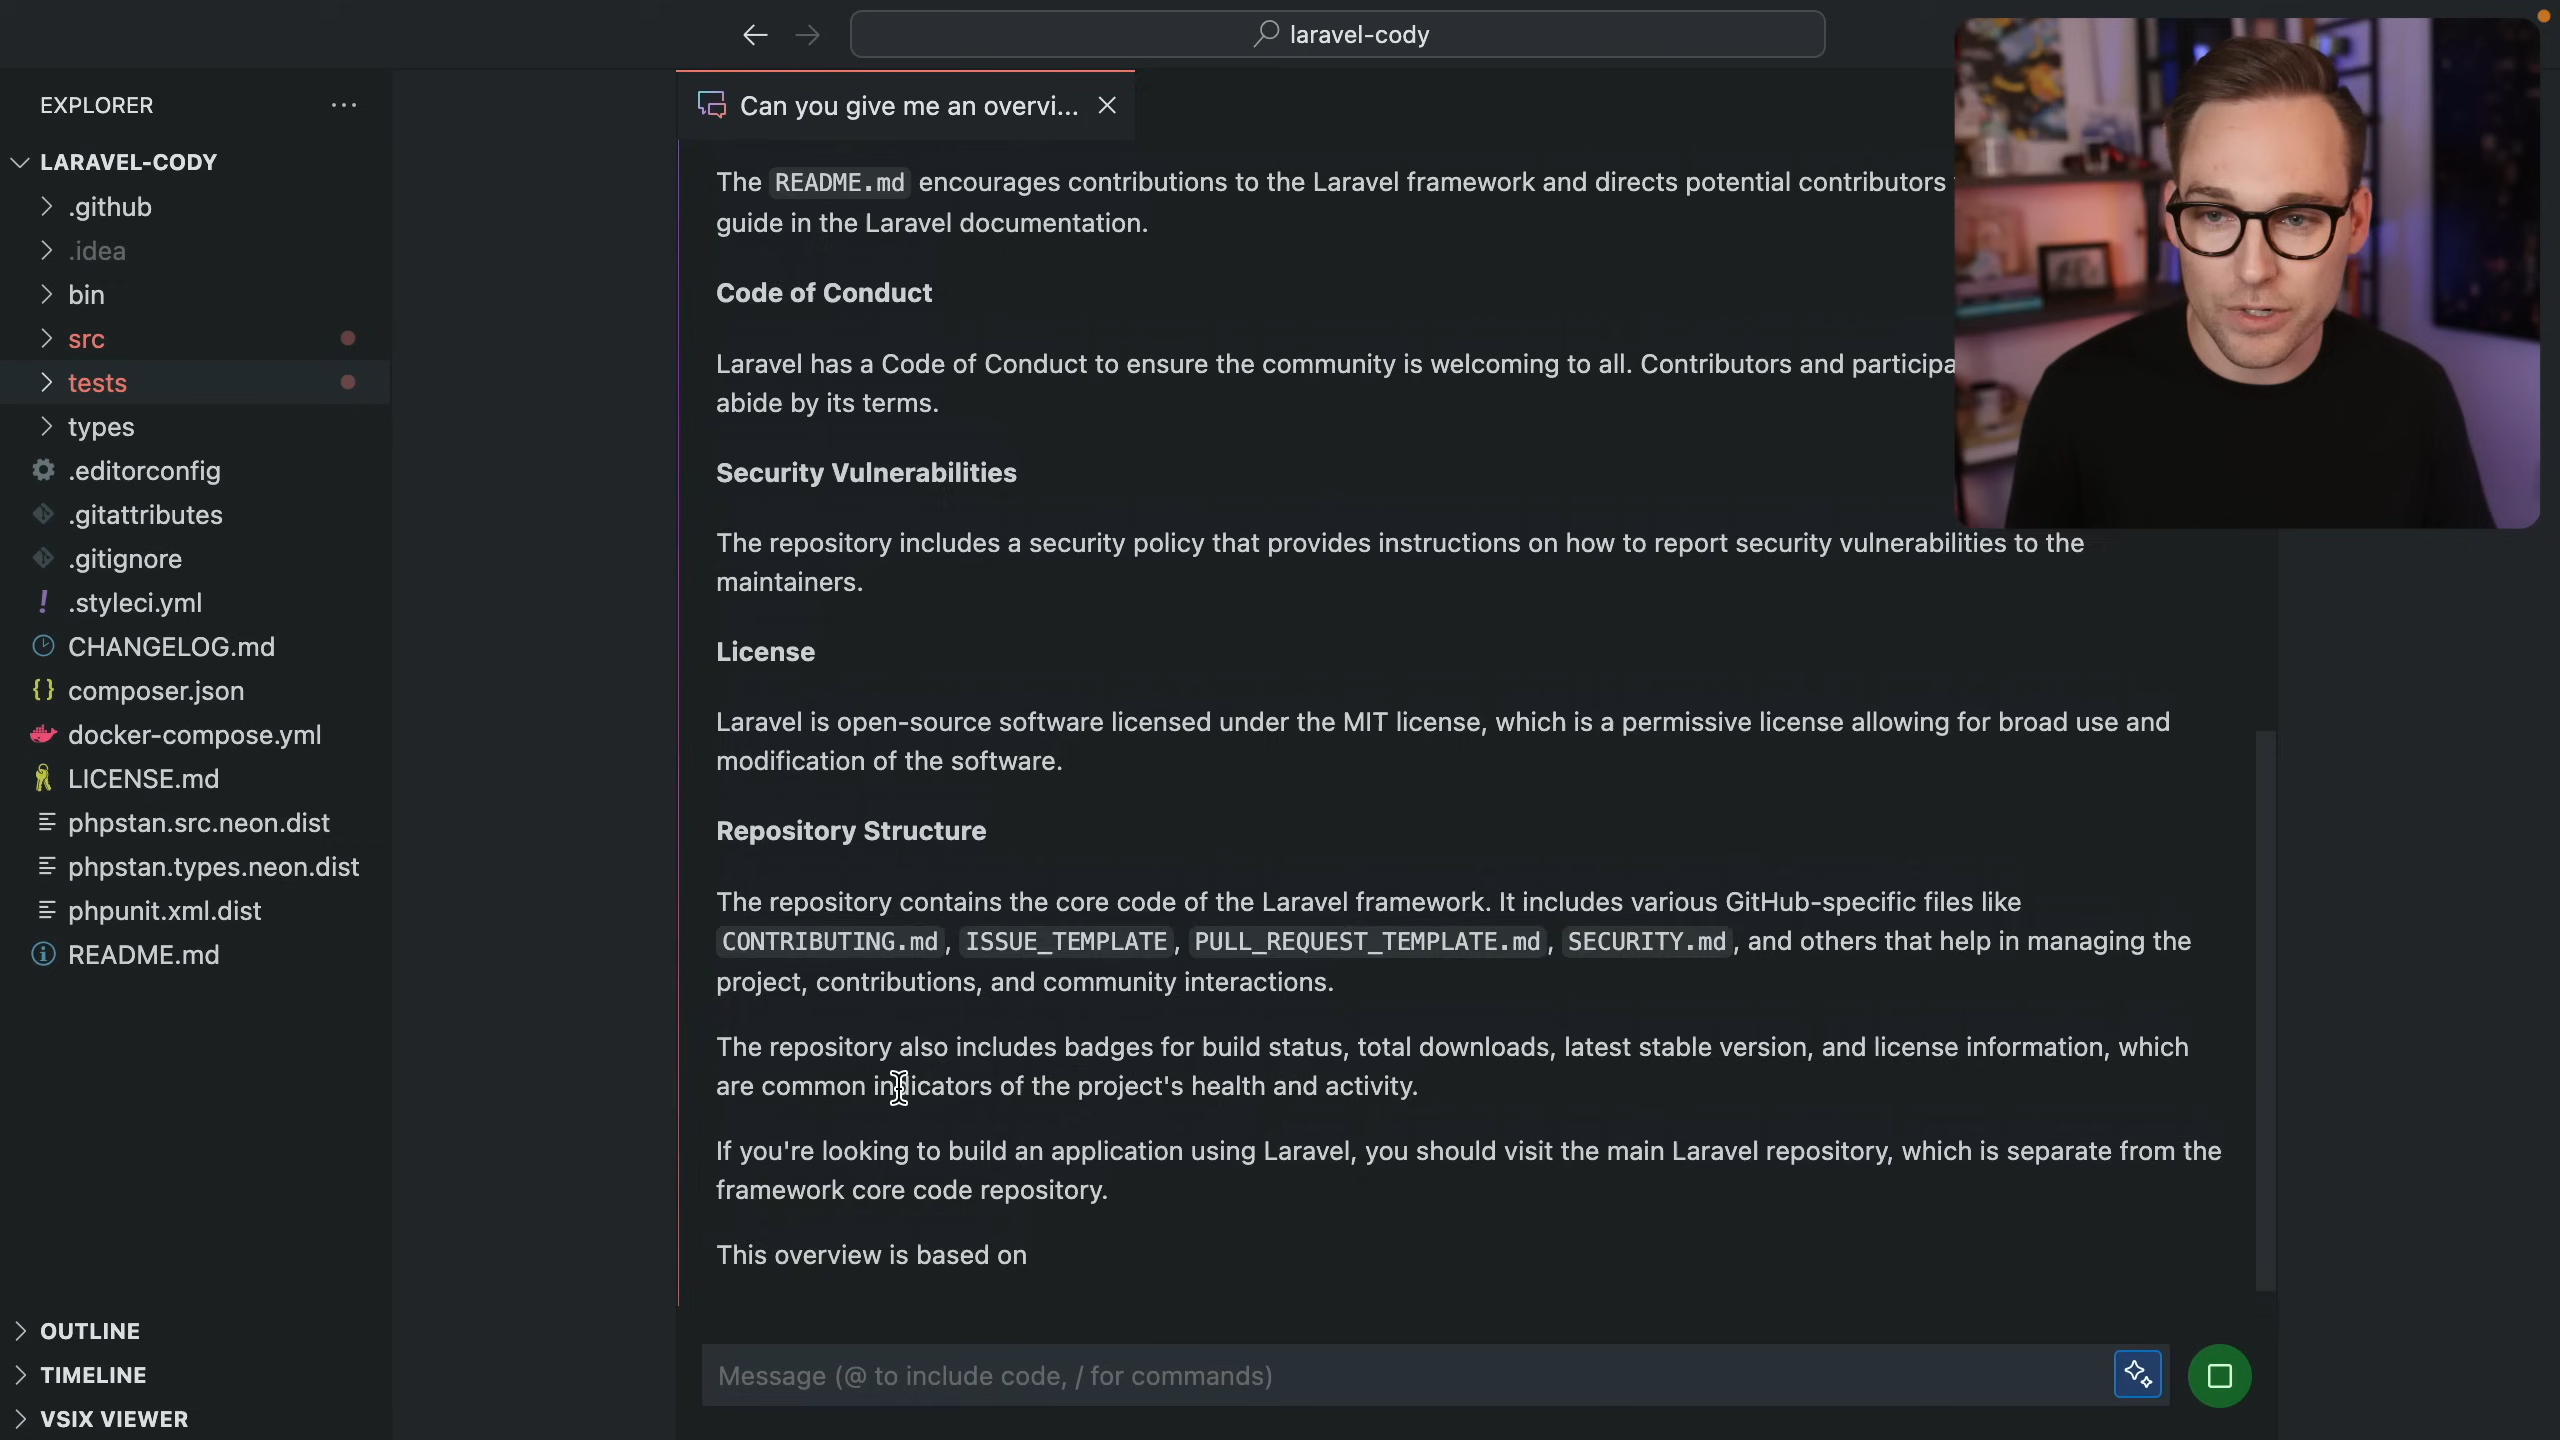 laravel-cody
EXPLORER
Can you give me an overvi...
LARAVEL-CODY
.github
.idea
bin
src
tests
types
.editorconfig
.gitattributes
.gitignore
.styleci.yml
CHANGELOG.md
composer.json
docker-compose.yml
LICENSE.md
phpstan.src.neon.dist
phpstan.types.neon.dist
phpunit.xml.dist
README.md
OUTLINE
TIMELINE
VSIX VIEWER
The README.md encourages contributions to the Laravel framework and directs potential contributors
guide in the Laravel documentation.
Code of Conduct
Laravel has a Code of Conduct to ensure the community is welcoming to all. Contributors and participa
abide by its terms.
Security Vulnerabilities
The repository includes a security policy that provides instructions on how to report security vulnerabilities to the
maintainers.
License
Laravel is open-source software licensed under the MIT license, which is a permissive license allowing for broad use and
modification of the software.
Repository Structure
The repository contains the core code of the Laravel framework. It includes various GitHub-specific files like
CONTRIBUTING.md, ISSUE_TEMPLATE, PULL_REQUEST_TEMPLATE.md, SECURITY.md, and others that help in managing the
project, contributions, and community interactions.
The repository also includes badges for build status, total downloads, latest stable version, and license information, which
are common indicators of the project's health and activity.
If you're looking to build an application using Laravel, you should visit the main Laravel repository, which is separate from the
framework core code repository.
This overview is based on
Message (@ to include code, / for commands)